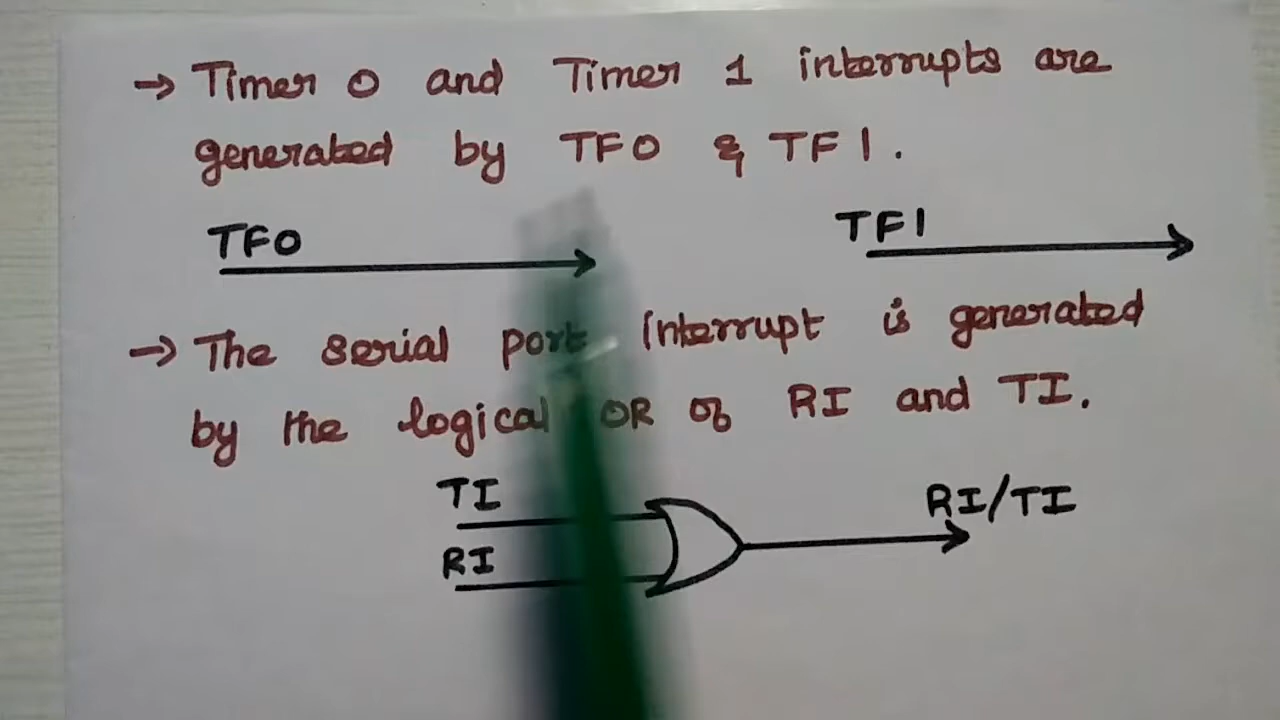 → Timer 0 and Timer 1 interrupts are
generated by TF0 & TF1.
TF0 TF1
→ The serial port Interrupt is generated
by the logical OR of RI and TI.
TI
RI/TI
RI